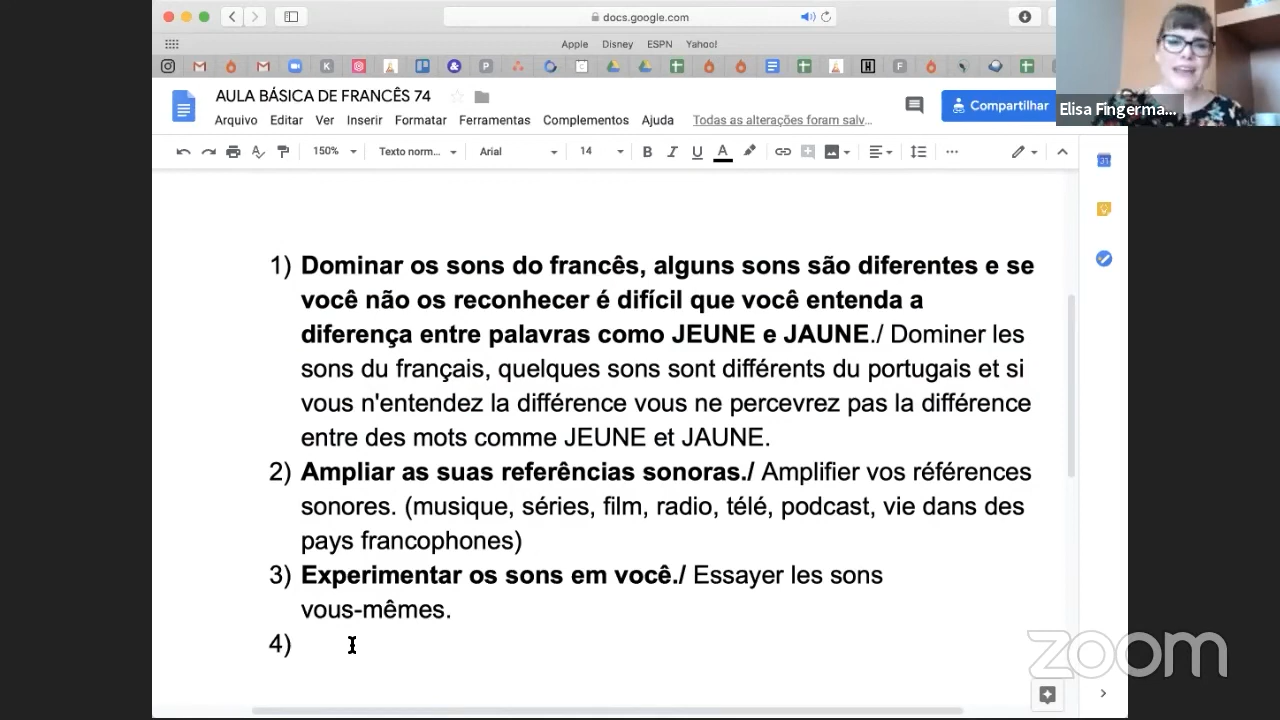 docs.google.com
Apple Disney ESPN Yahoo!
AULA BÁSICA DE FRANCÊS 74
Arquivo Editar Ver Inserir Formatar Ferramentas Complementos Ajuda Todas as alterações foram salv...
Compartilhar
Elisa Fingerma...
150% Texto norm... Arial 14 B I U A
31
1) Dominar os sons do francês, alguns sons são diferentes e se
você não os reconhecer é difícil que você entenda a
diferença entre palavras como JEUNE e JAUNE./ Dominer les
sons du français, quelques sons sont différents du portugais et si
vous n'entendez la différence vous ne percevrez pas la différence
entre des mots comme JEUNE et JAUNE.
2) Ampliar as suas referências sonoras./ Amplifier vos références
sonores. (musique, séries, film, radio, télé, podcast, vie dans des
pays francophones)
3) Experimentar os sons em você./ Essayer les sons
vous-mêmes.
4)
zoom